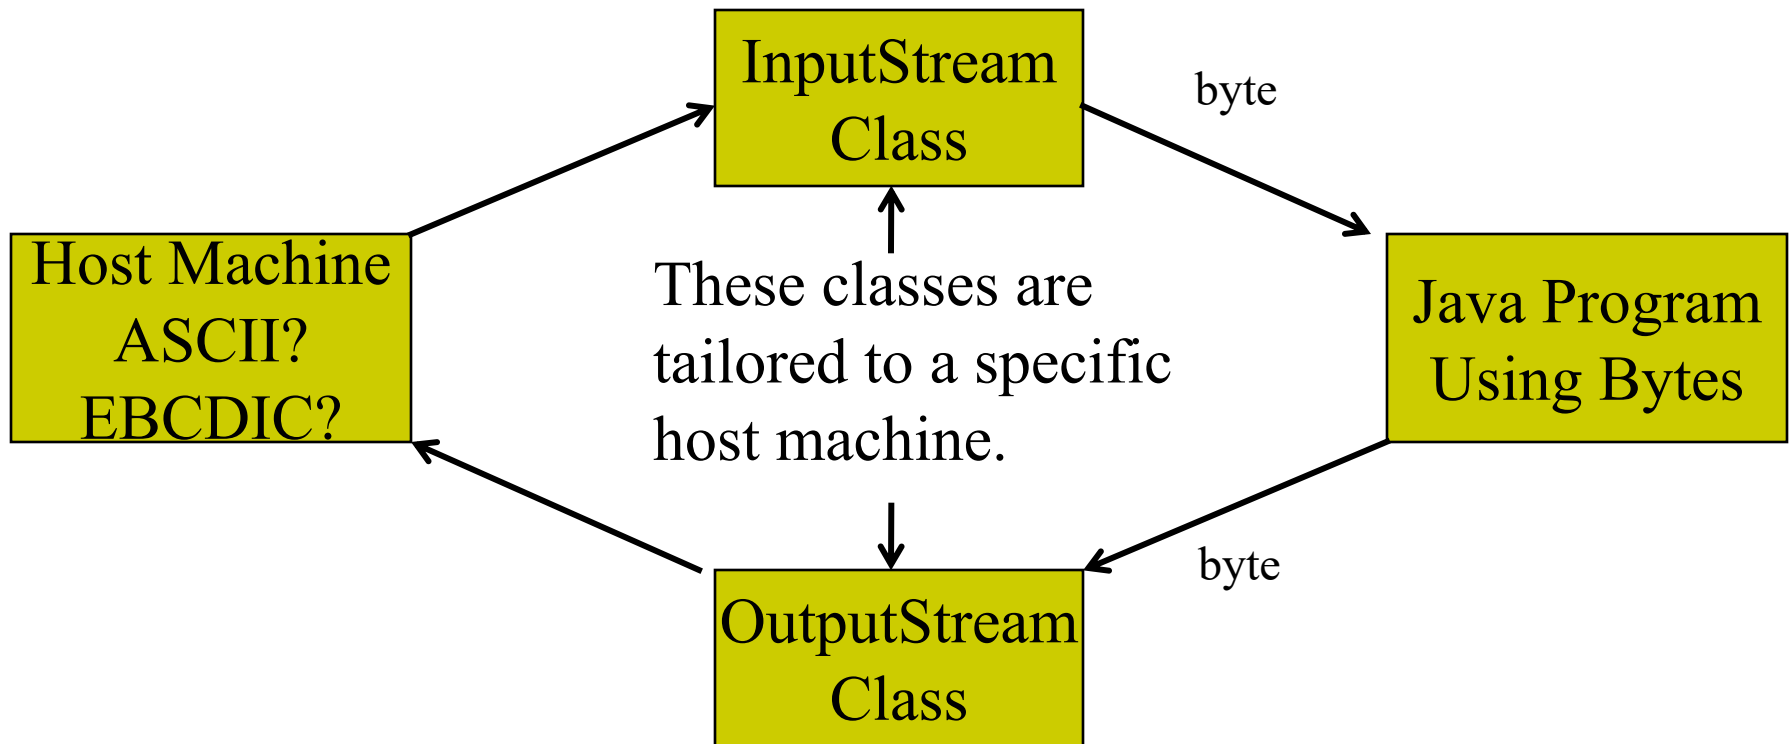 InputStream
Class
byte
Host Machine
ASCII?
EBCDIC?
These classes are
tailored to a specific
host machine.
Java Program
Using Bytes
byte
OutputStream
Class